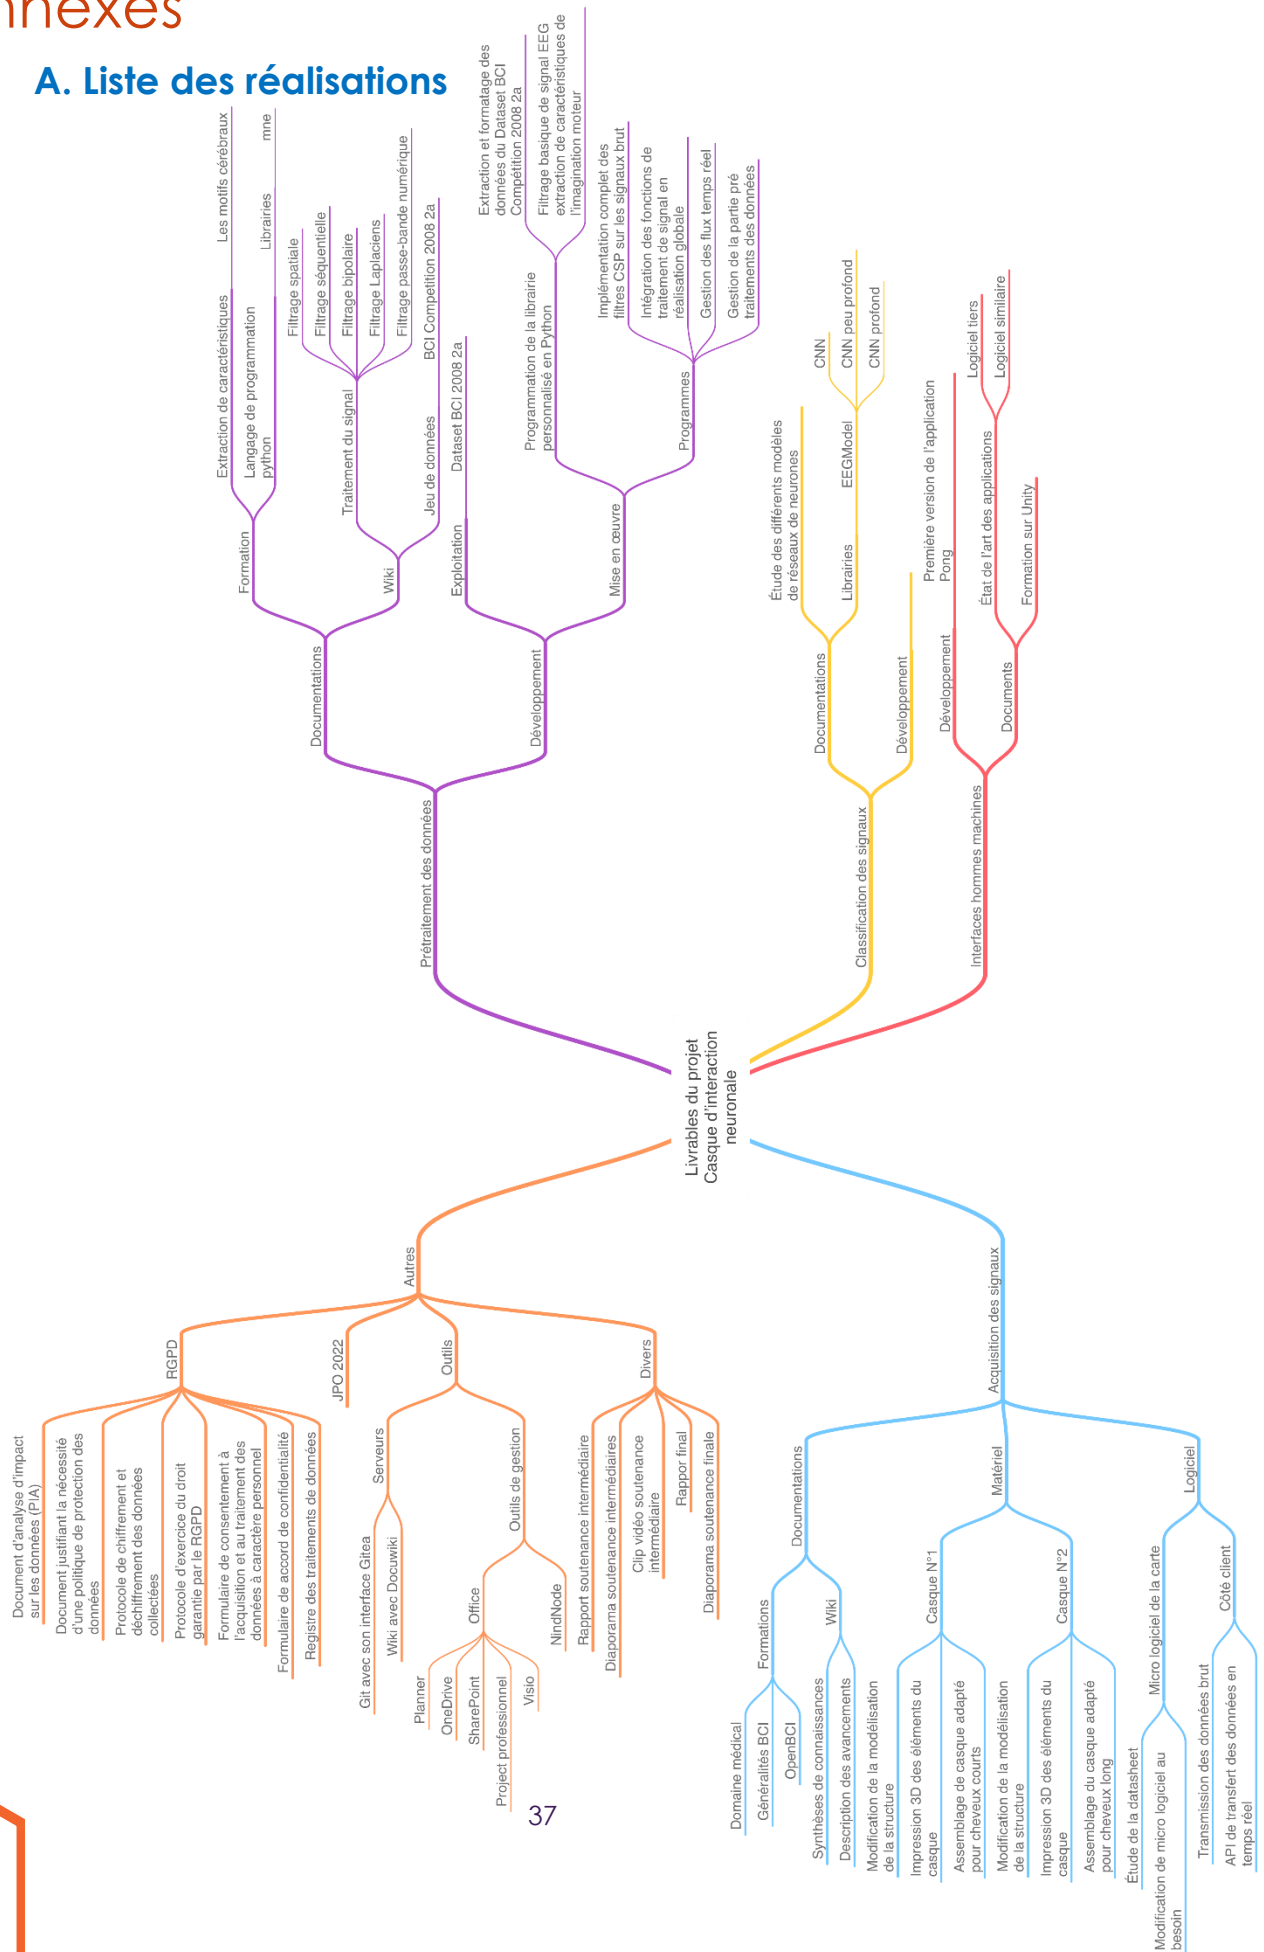 nnexes
A. Liste des réalisations
Livrables du projet
Casque d'interaction
neuronale
Prétraitement des données
Documentations
Formation
Extraction de caractéristiques
Les motifs cérébraux
Langage de programmation
python
Librairies
mne
Wiki
Traitement du signal
Filtrage spatiale
Filtrage séquentielle
Filtrage bipolaire
Filtrage Laplaciens
Filtrage passe-bande numérique
Jeu de données
BCI Competition 2008 2a
Développement
Exploitation
Dataset BCI 2008 2a
Mise en œuvre
Programmation de la librairie
personnalisé en Python
Extraction et formatage des
données du Dataset BCI
Compétition 2008 2a
Filtrage basique de signal EEG
extraction de caractéristiques de
l'imagination moteur
Programmes
Implémentation complet des
filtres CSP sur les signaux brut
Intégration des fonctions de
traitement de signal en
réalisation globale
Gestion des flux temps réel
Gestion de la partie pré
traitements des données
Classification des signaux
Documentations
Étude des différents modèles
de réseaux de neurones
Librairies
EEGModel
CNN
CNN peu profond
CNN profond
Développement
Interfaces hommes machines
Développement
Première version de l'application
Pong
Documents
État de l'art des applications
Logiciel tiers
Logiciel similaire
Formation sur Unity
Autres
RGPD
Document d'analyse d'impact
sur les données (PIA)
Document justifiant la nécessité
d'une politique de protection des
données
Protocole de chiffrement et
déchiffrement des données
collectées
Protocole d'exercice du droit
garantie par le RGPD
Formulaire de consentement à
l'acquisition et au traitement des
données à caractère personnel
Formulaire de accord de confidentialité
Registre des traitements de données
JPO 2022
Outils
Serveurs
Git avec son interface Gitea
Wiki avec Docuwiki
Outils de gestion
Office
Planner
OneDrive
SharePoint
Project professionnel
Visio
NindNode
Divers
Rapport soutenance intermédiaire
Diaporama soutenance intermédiaires
Clip vidéo soutenance
intermédiaire
Rappor final
Diaporama soutenance finale
Acquisition des signaux
Documentations
Formations
Domaine médical
Généralités BCI
OpenBCI
Wiki
Synthèses de connaissances
Description des avancements
Matériel
Casque N°1
Modification de la modélisation
de la structure
Impression 3D des éléments du
casque
Assemblage de casque adapté
pour cheveux courts
Casque N°2
Modification de la modélisation
de la structure
Impression 3D des éléments du
casque
Assemblage du casque adapté
pour cheveux long
Logiciel
Micro logiciel de la carte
Étude de la datasheet
Modification de micro logiciel au
besoin
Côté client
Transmission des données brut
API de transfert des données en
temps réel
37